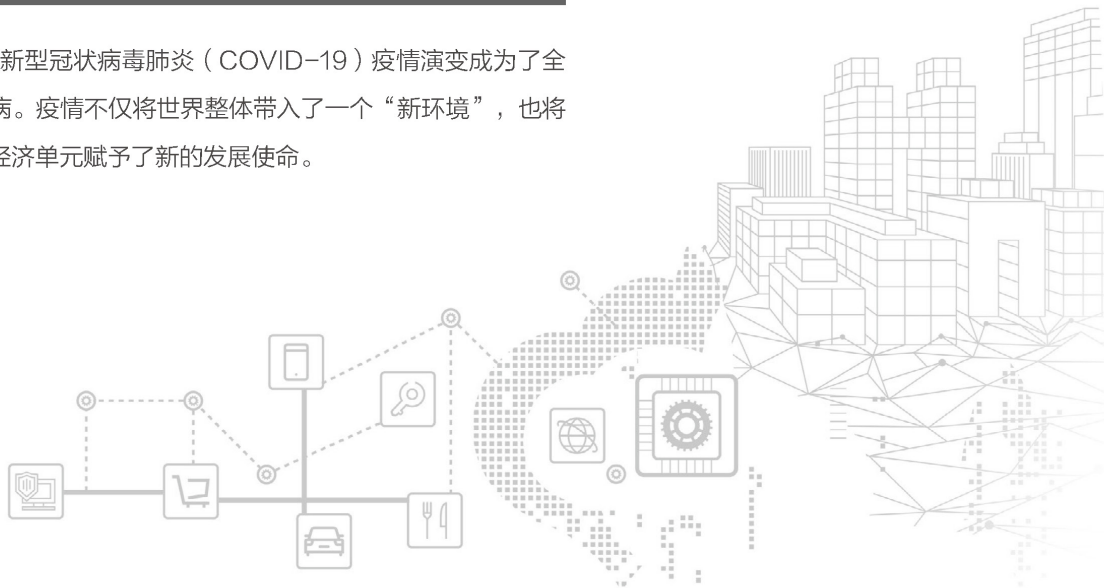 新型冠状病毒肺炎（COVID-19）疫情演变成为了全
病。疫情不仅将世界整体带入了一个“新环境”，也将
经济单元赋予了新的发展使命。